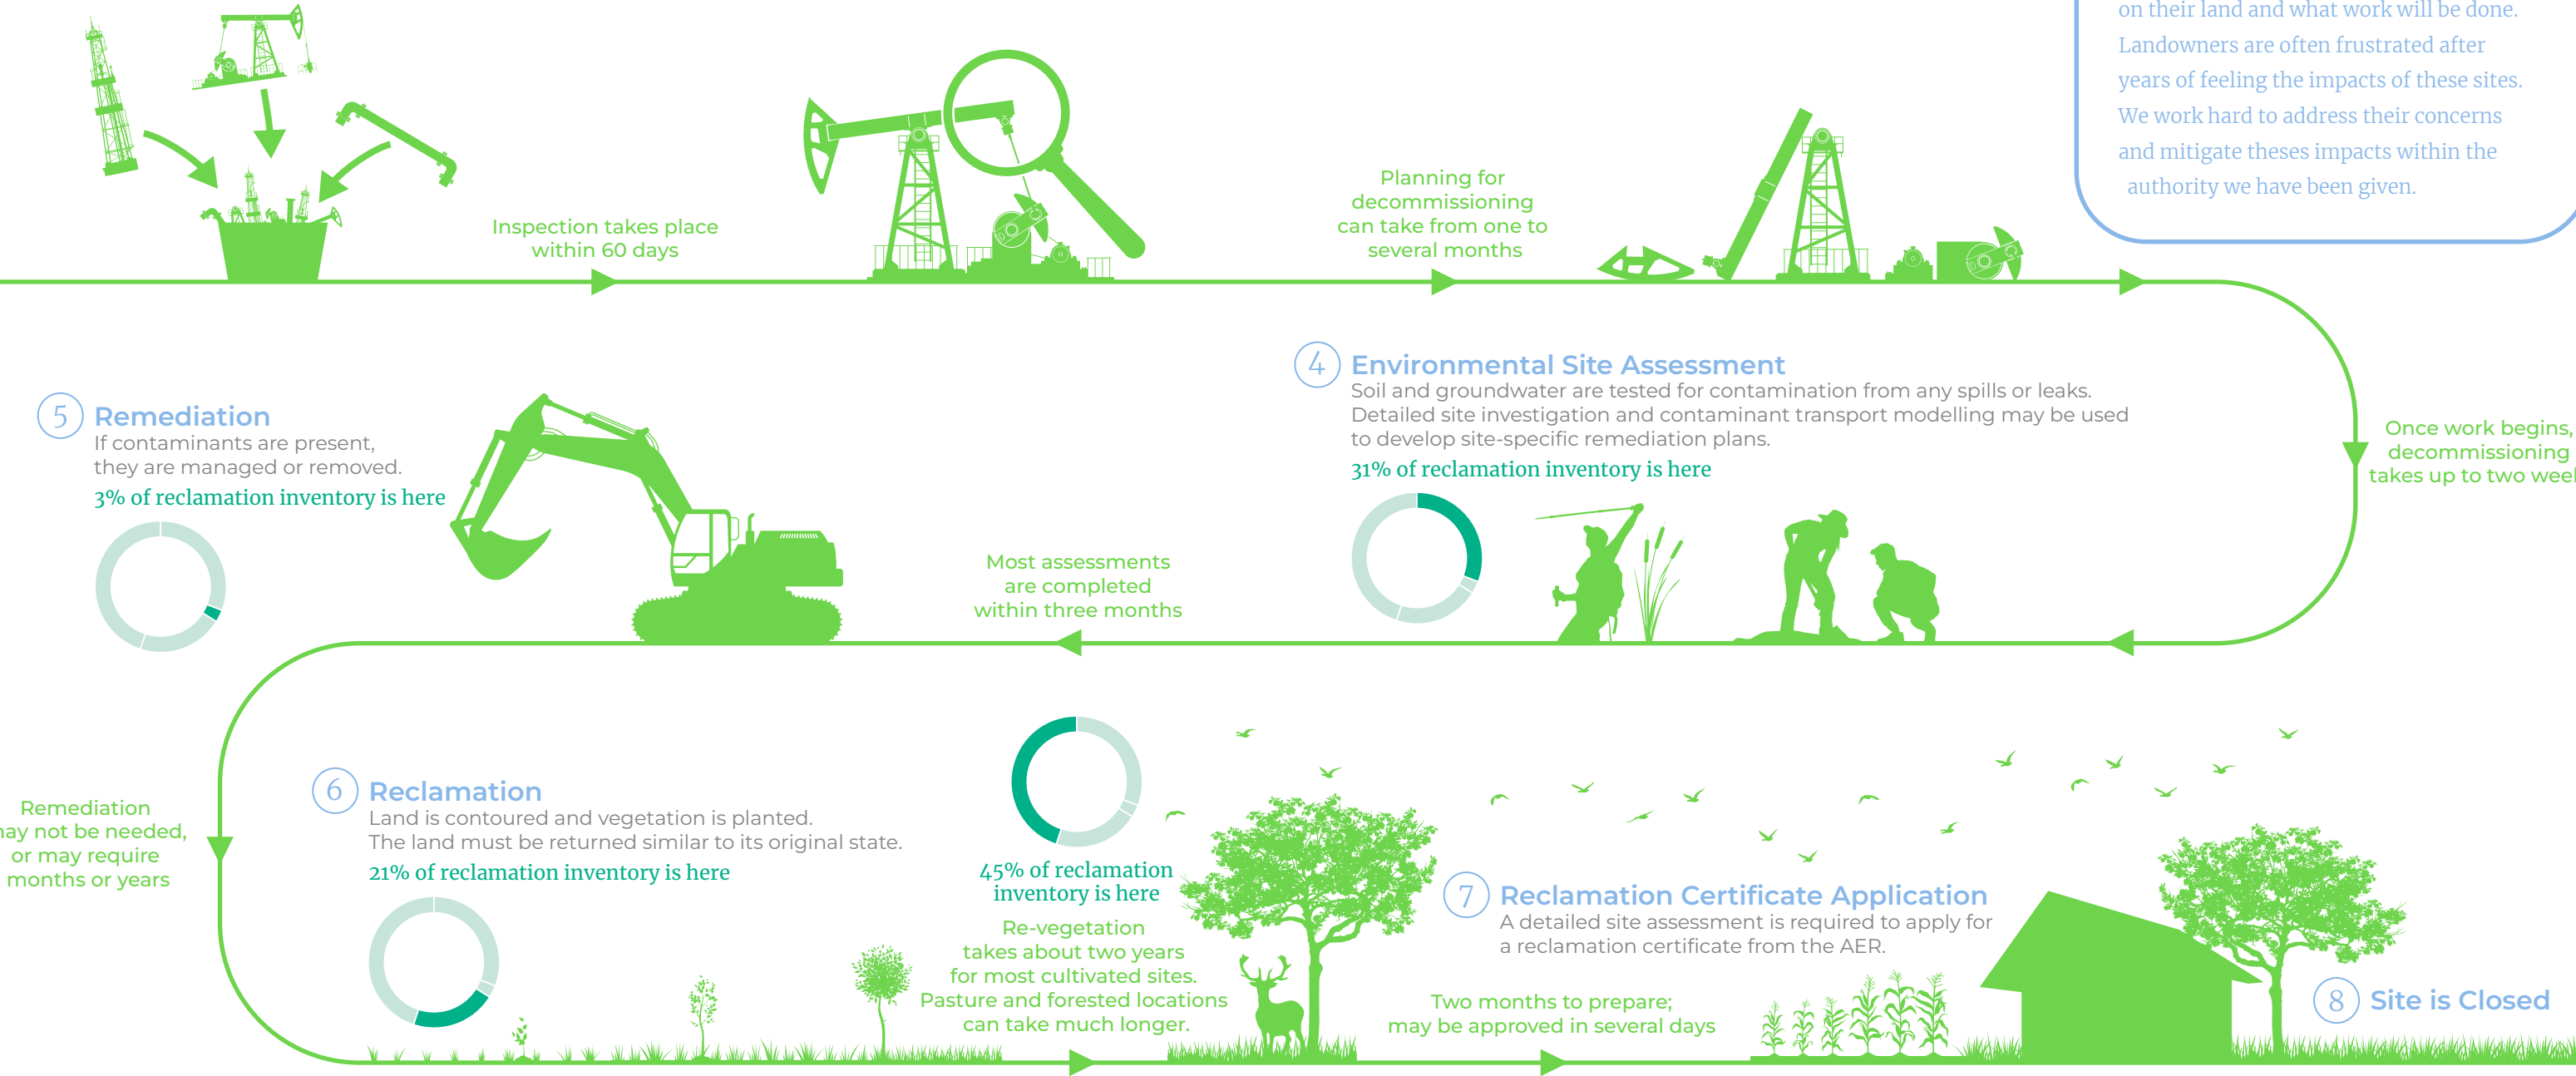 on their land and what work will be done.
Landowners are often frustrated after
years of feeling the impacts of these sites.
We work hard to address their concerns
and mitigate theses impacts within the
authority we have been given.
Inspection takes place
within 60 days
Planning for
decommissioning
can take from one to
several months
4 Environmental Site Assessment
Soil and groundwater are tested for contamination from any spills or leaks.
Detailed site investigation and contaminant transport modelling may be used
to develop site-specific remediation plans.
31% of reclamation inventory is here
Once work begins,
decommissioning
takes up to two
5 Remediation
If contaminants are present,
they are managed or removed.
3% of reclamation inventory is here
Most assessments
are completed
within three months
Remediation
may not be needed,
or may require
months or years
6 Reclamation
Land is contoured and vegetation is planted.
The land must be returned similar to its original state.
21% of reclamation inventory is here
45% of reclamation
inventory is here
Re-vegetation
takes about two years
for most cultivated sites.
Pasture and forested locations
can take much longer.
7 Reclamation Certificate Application
A detailed site assessment is required to apply for
a reclamation certificate from the AER.
Two months to prepare;
may be approved in several days
8 Site is Closed